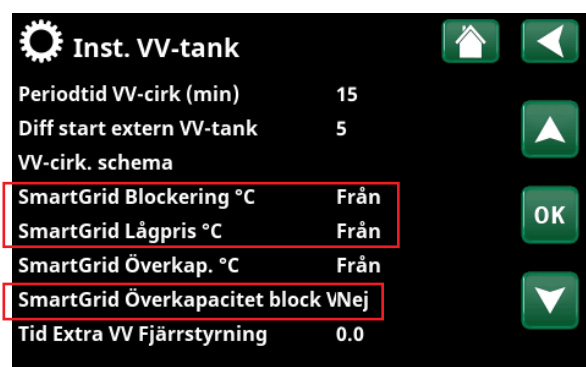 Inst. VV-tank
Periodtid VV-cirk (min) 15
Diff start extern VV-tank 5
VV-cirk. schema
SmartGrid Blockering °C Från
SmartGrid Lågpris °C Från
OK
SmartGrid Överkap. °C Från
SmartGrid Överkapacitet block Nej
Tid Extra VV Fjärrstyrning 0.0